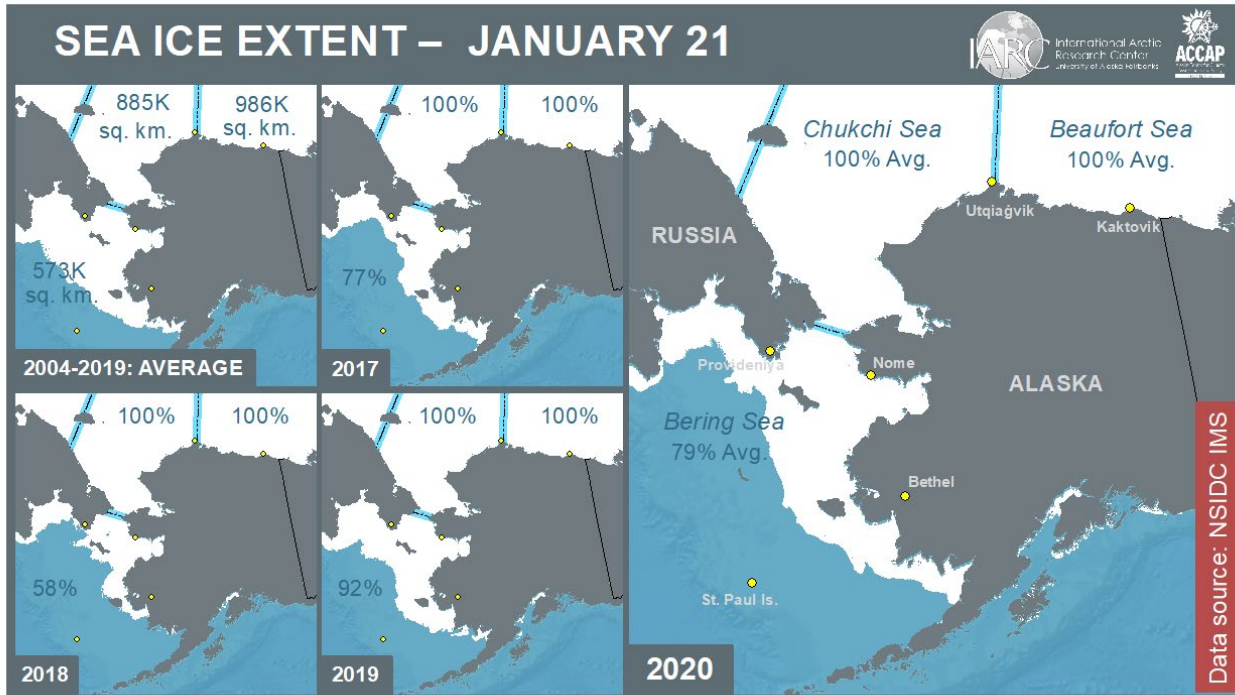 SEA ICE EXTENT – JANUARY 21
IARC
International Arctic
Research Center
University of Alaska Fairbanks
ACCAP
885K
sq. km.
986K
sq. km.
573K
sq. km.
2004-2019: AVERAGE
100%
100%
77%
2017
100%
100%
58%
2018
100%
100%
92%
2019
Chukchi Sea
100% Avg.
Beaufort Sea
100% Avg.
Utqiaġvik
Kaktovik
RUSSIA
Provideniya
Nome
ALASKA
Bering Sea
79% Avg.
Bethel
St. Paul Is.
2020
Data source: NSIDC IMS